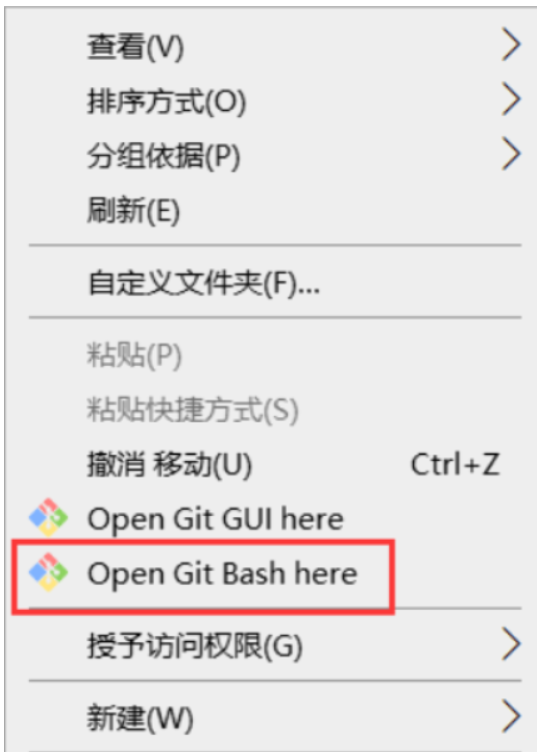 查看(V)
排序方式(O)
分组依据(P)
刷新(E)
自定义文件夹(F)...
粘贴(P)
粘贴快捷方式(S)
撤消 移动(U) Ctrl+Z
Open Git GUI here
Open Git Bash here
授予访问权限(G)
新建(W)